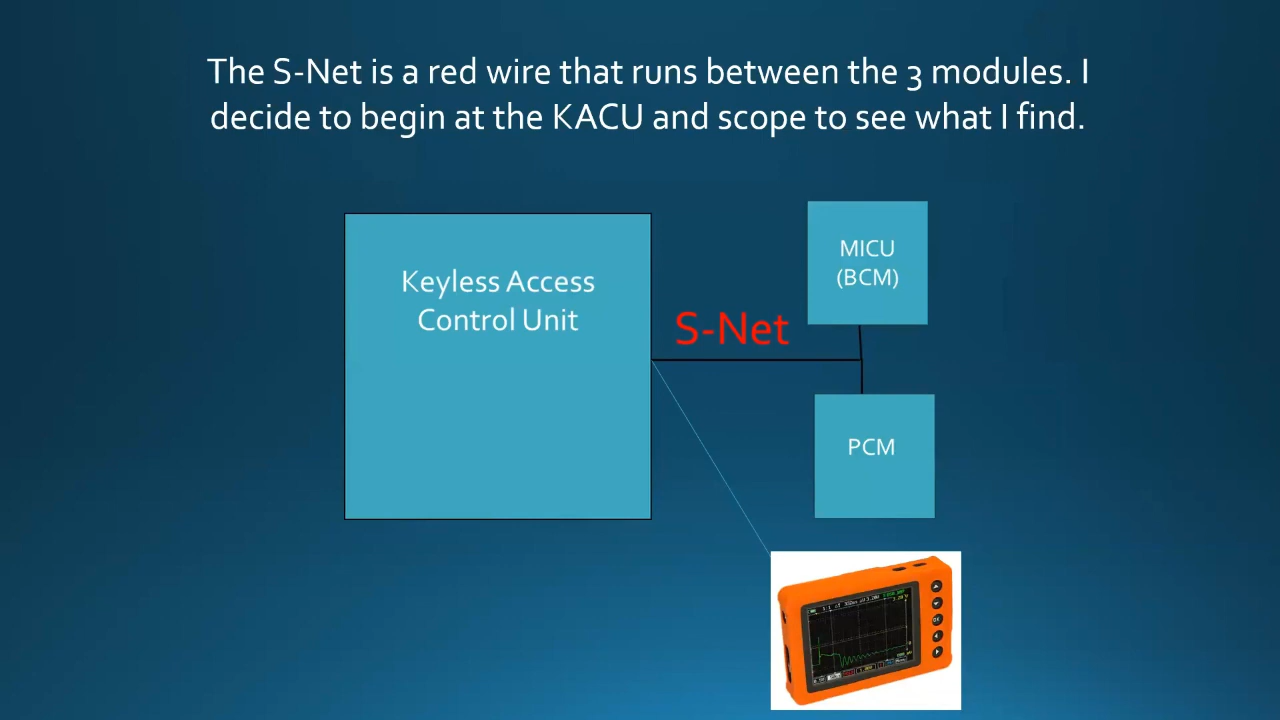 The S-Net is a red wire that runs between the 3 modules. I
decide to begin at the KACU and scope to see what I find.
Keyless Access
Control Unit
S-Net
MICU
(BCM)
PCM
OK